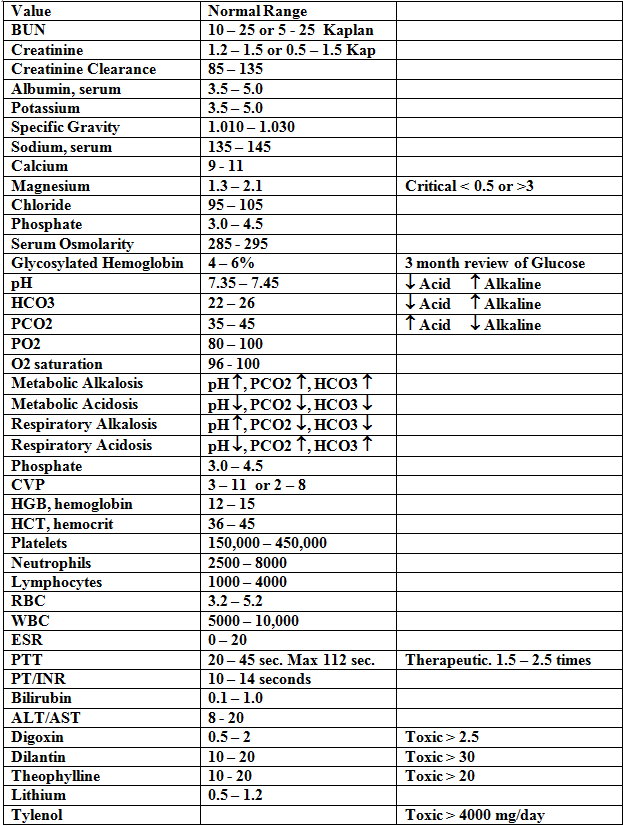 Value Normal Range
BUN 10 – 25 or 5 - 25 Kaplan
Creatinine 1.2 – 1.5 or 0.5 – 1.5 Kap
Creatinine Clearance 85 – 135
Albumin, serum 3.5 – 5.0
Potassium 3.5 – 5.0
Specific Gravity 1.010 – 1.030
Sodium, serum 135 – 145
Calcium 9 - 11
Magnesium 1.3 – 2.1 Critical < 0.5 or >3
Chloride 95 – 105
Phosphate 3.0 – 4.5
Serum Osmolarity 285 - 295
Glycosylated Hemoglobin 4 – 6% 3 month review of Glucose
pH 7.35 – 7.45 ↓ Acid ↑ Alkaline
HCO3 22 – 26 ↓ Acid ↑ Alkaline
PCO2 35 – 45 ↑ Acid ↓ Alkaline
PO2 80 – 100
O2 saturation 96 - 100
Metabolic Alkalosis pH ↑, PCO2 ↑, HCO3 ↑
Metabolic Acidosis pH ↓, PCO2 ↓, HCO3 ↓
Respiratory Alkalosis pH ↑, PCO2 ↓, HCO3 ↓
Respiratory Acidosis pH ↓, PCO2 ↑, HCO3 ↑
Phosphate 3.0 – 4.5
CVP 3 – 11 or 2 – 8
HGB, hemoglobin 12 – 15
HCT, hemocrit 36 – 45
Platelets 150,000 – 450,000
Neutrophils 2500 – 8000
Lymphocytes 1000 – 4000
RBC 3.2 – 5.2
WBC 5000 – 10,000
ESR 0 – 20
PTT 20 – 45 sec. Max 112 sec. Therapeutic. 1.5 – 2.5 times
PT/INR 10 – 14 seconds
Bilirubin 0.1 – 1.0
ALT/AST 8 - 20
Digoxin 0.5 – 2 Toxic > 2.5
Dilantin 10 – 20 Toxic > 30
Theophylline 10 - 20 Toxic > 20
Lithium 0.5 – 1.2
Tylenol Toxic > 4000 mg/day